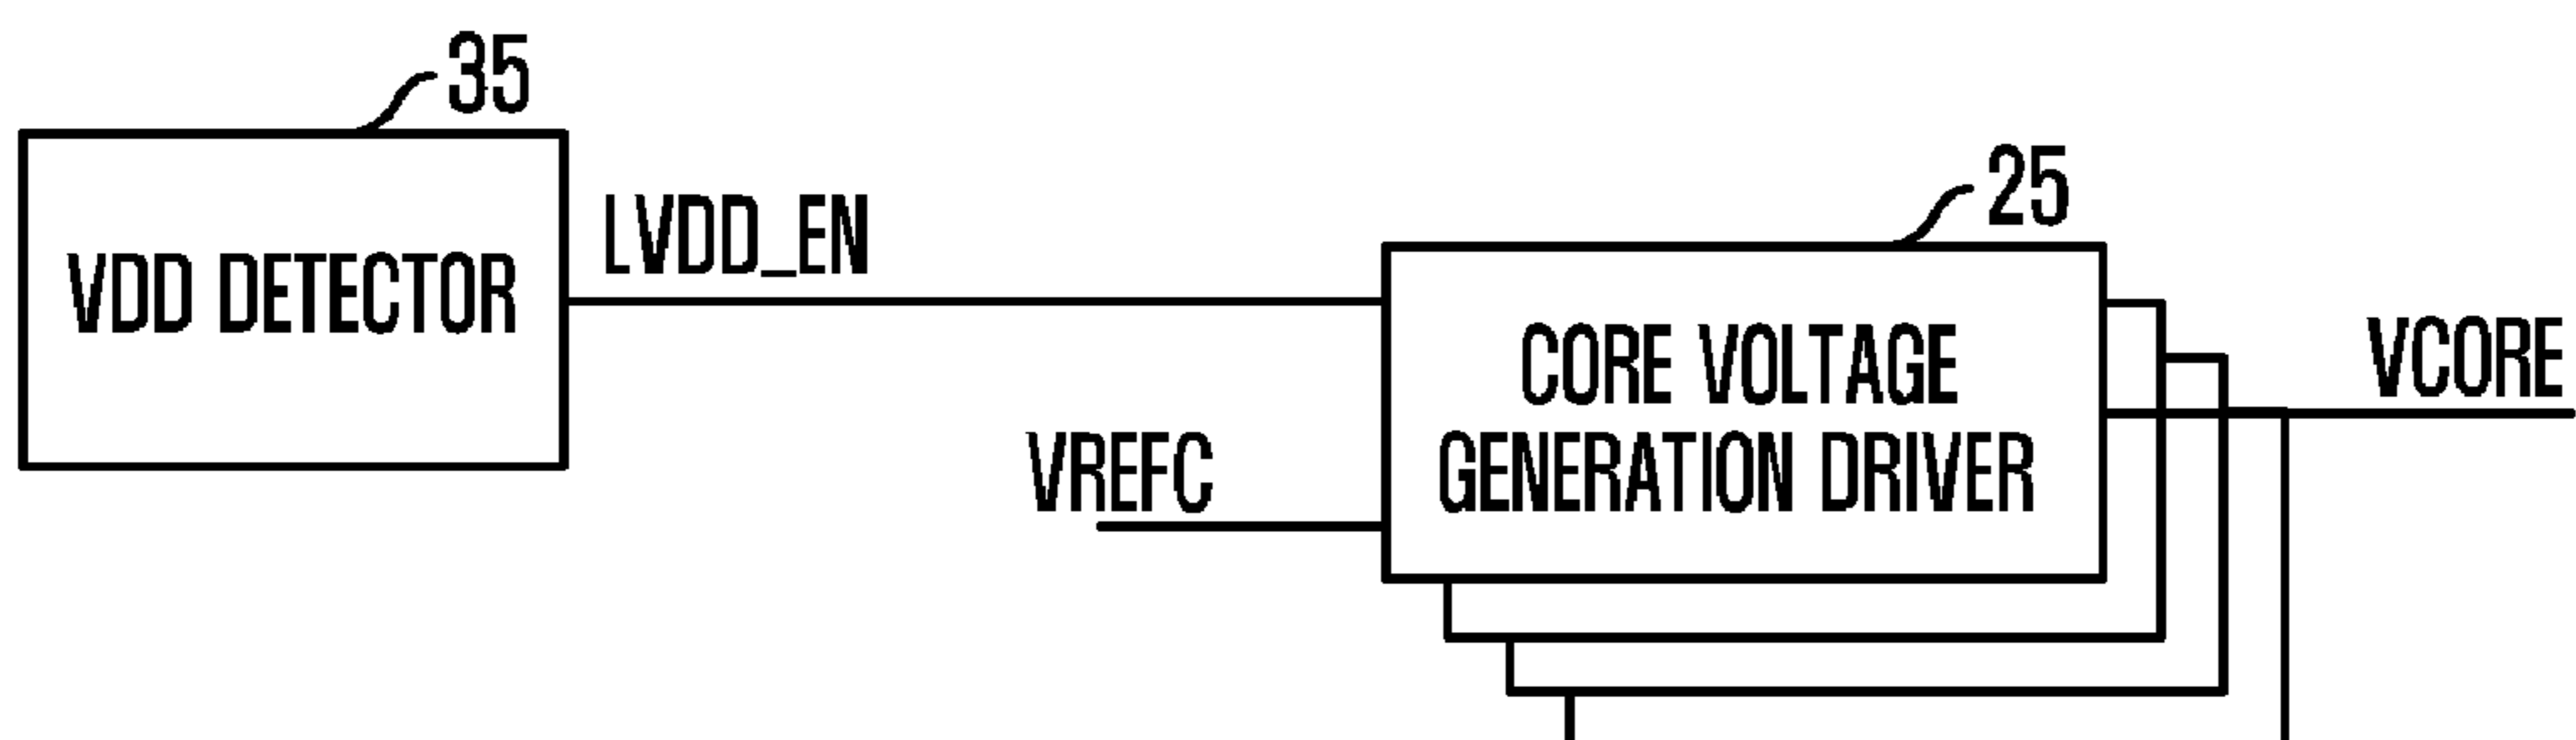 35
VDD DETECTOR
LVDD_EN
25
CORE VOLTAGE
GENERATION DRIVER
VREFC
VCORE